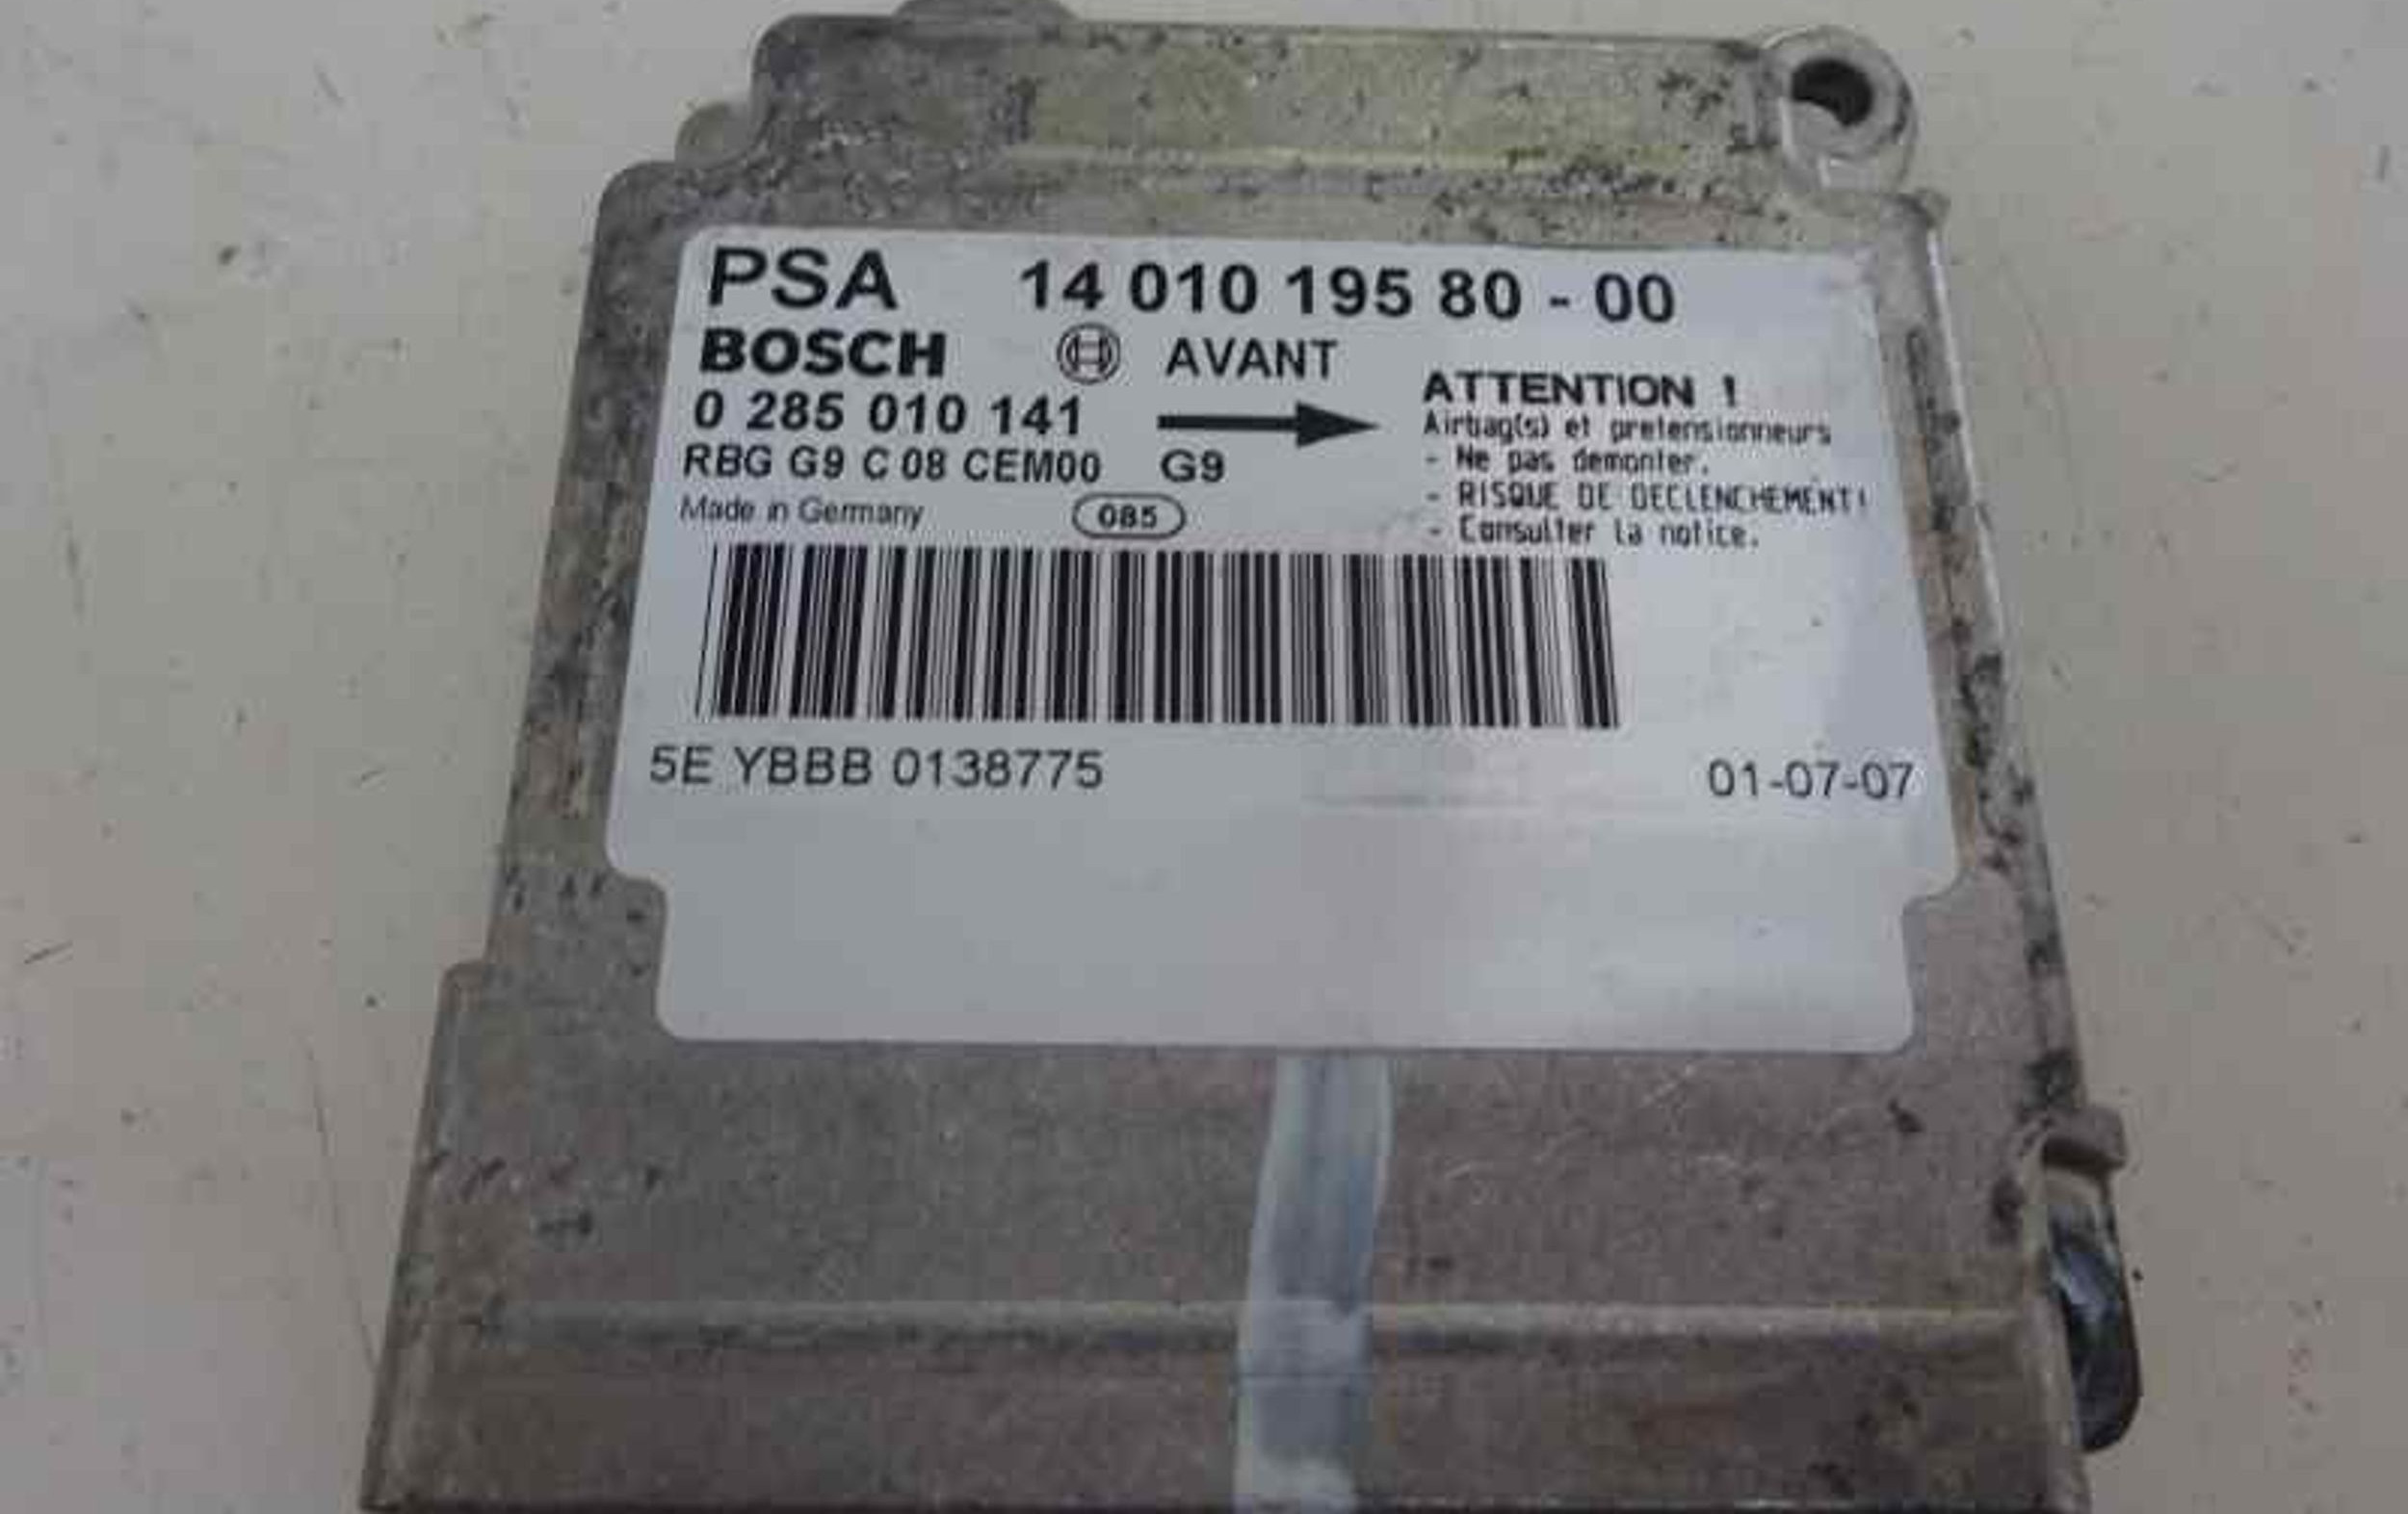 PSA 14 010 195 80 - 00
BOSCH AVANT
0 285 010 141
RBG G9 C 08 CEM00 G9
Made in Germany 085
ATTENTION !
Airbag(s) et pretensionneurs
- Ne pas demonter.
- RISQUE DE DECLENCHEMENT!
- Consulter la notice.
5E YBBB 0138775 01-07-07